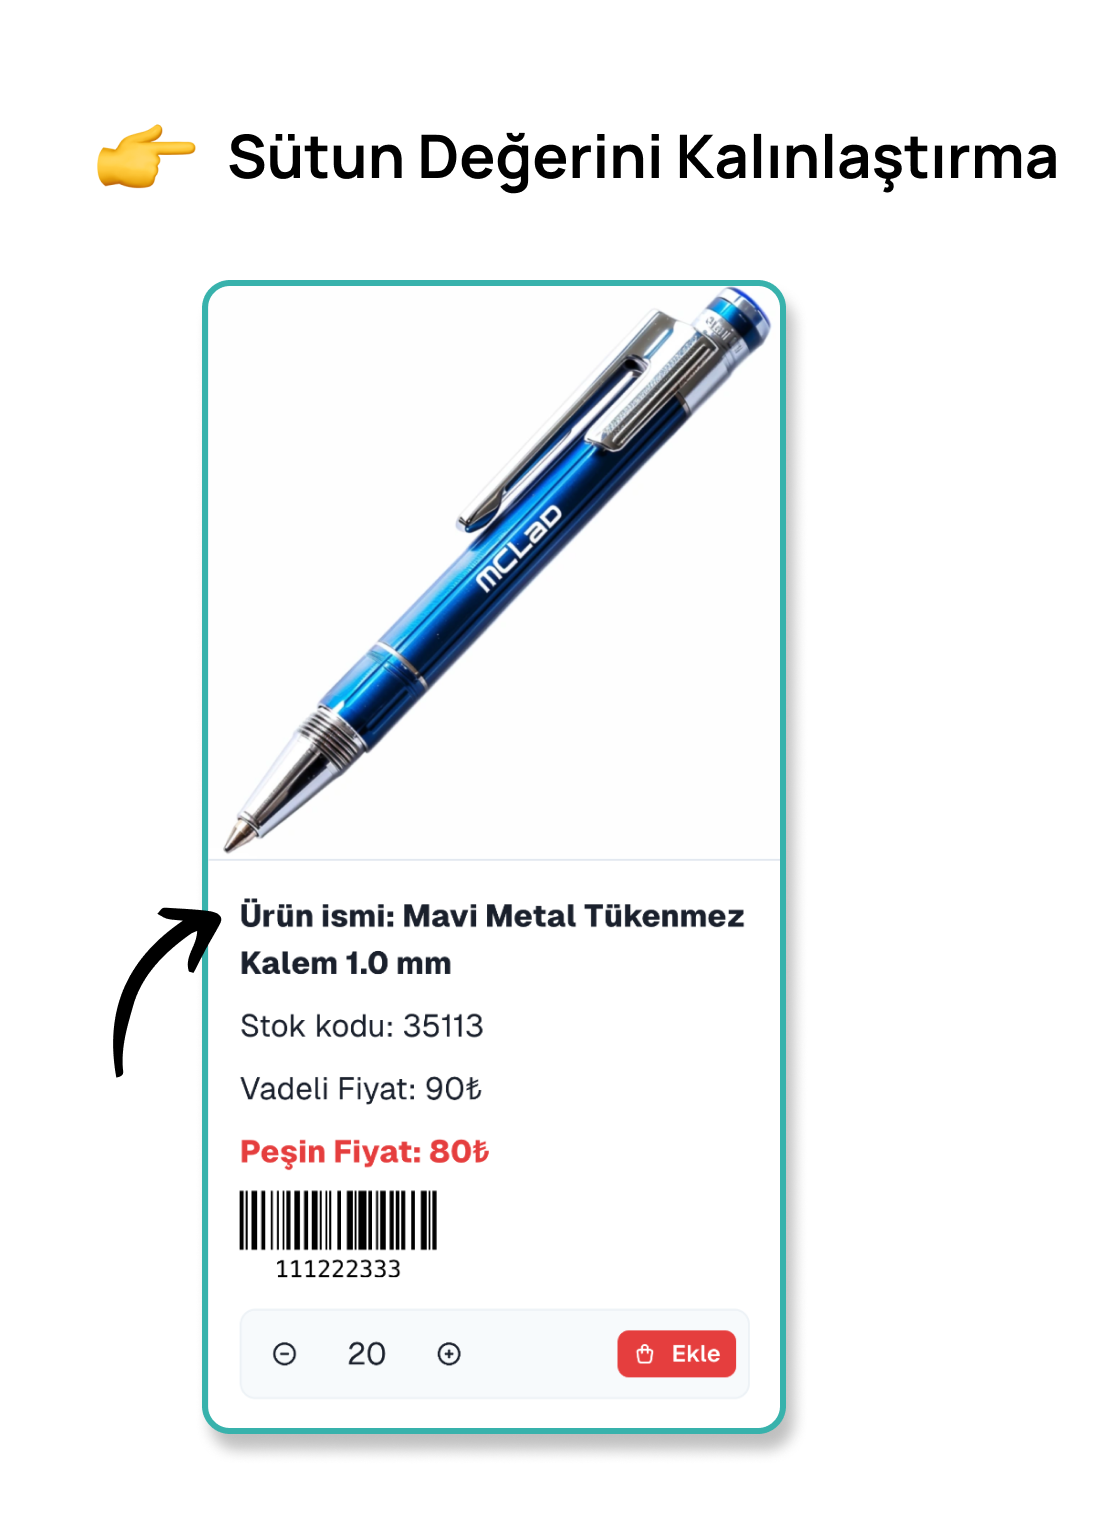 Sütun Değerini Kalınlaştırma
MCLaD
Ürün ismi: Mavi Metal Tükenmez
Kalem 1.0 mm
Stok kodu: 35113
Vadeli Fiyat: 90₺
Peşin Fiyat: 80₺
111222333
20
Ekle